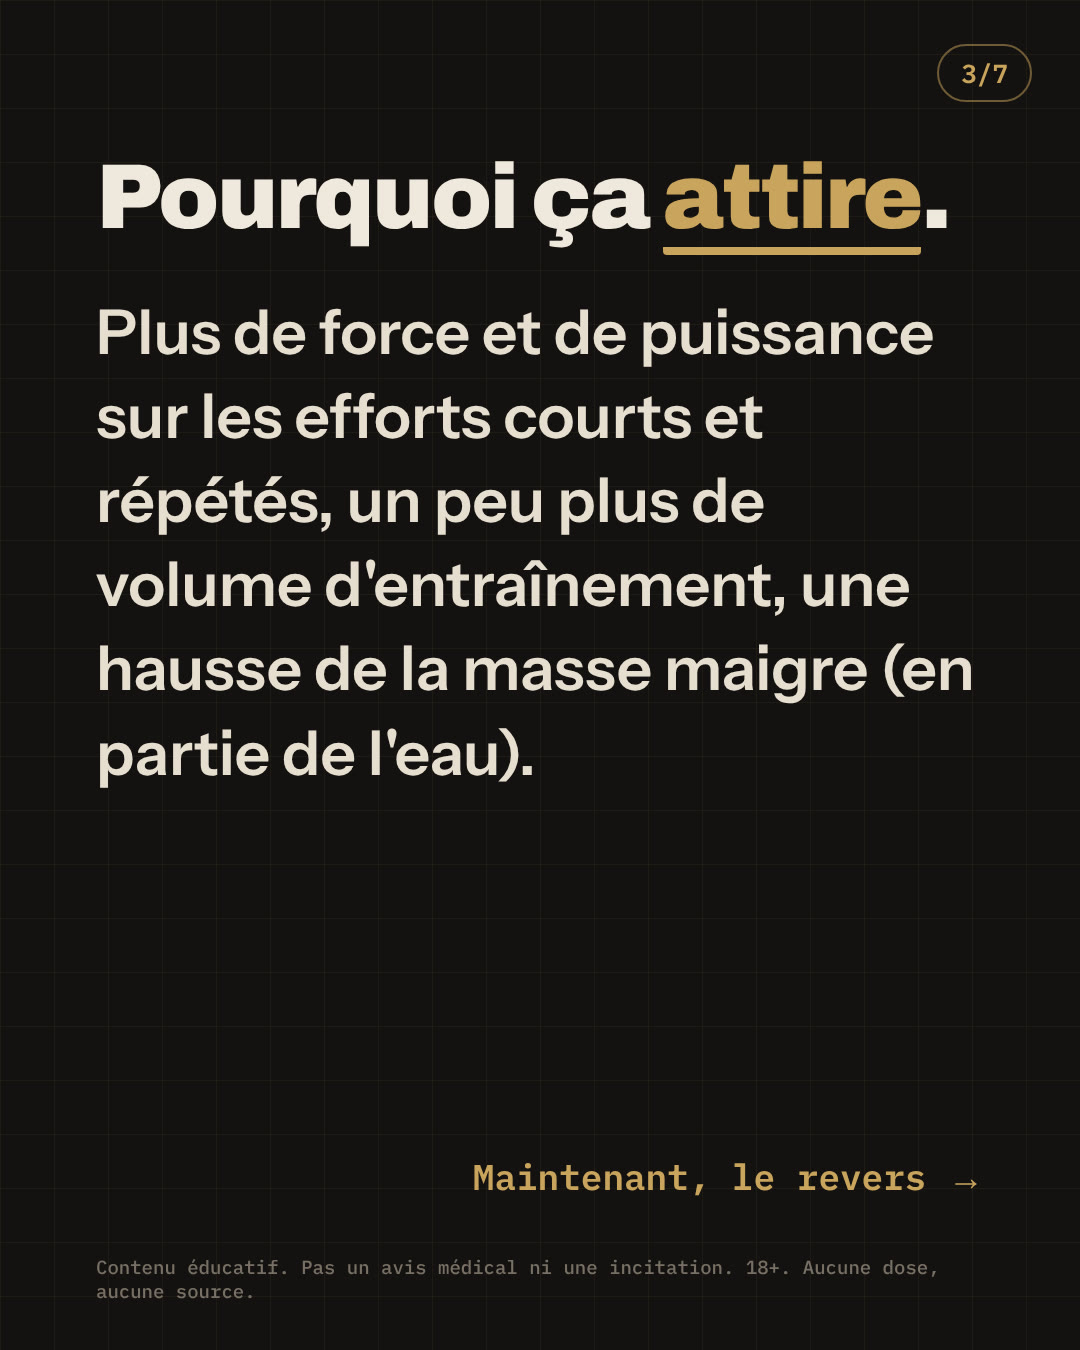 3/7
Pourquoi ça attire.
Plus de force et de puissance
sur les efforts courts et
répétés, un peu plus de
volume d'entraînement, une
hausse de la masse maigre (en
partie de l'eau).
Maintenant, le revers →
Contenu éducatif. Pas un avis médical ni une incitation. 18+. Aucune dose,
aucune source.